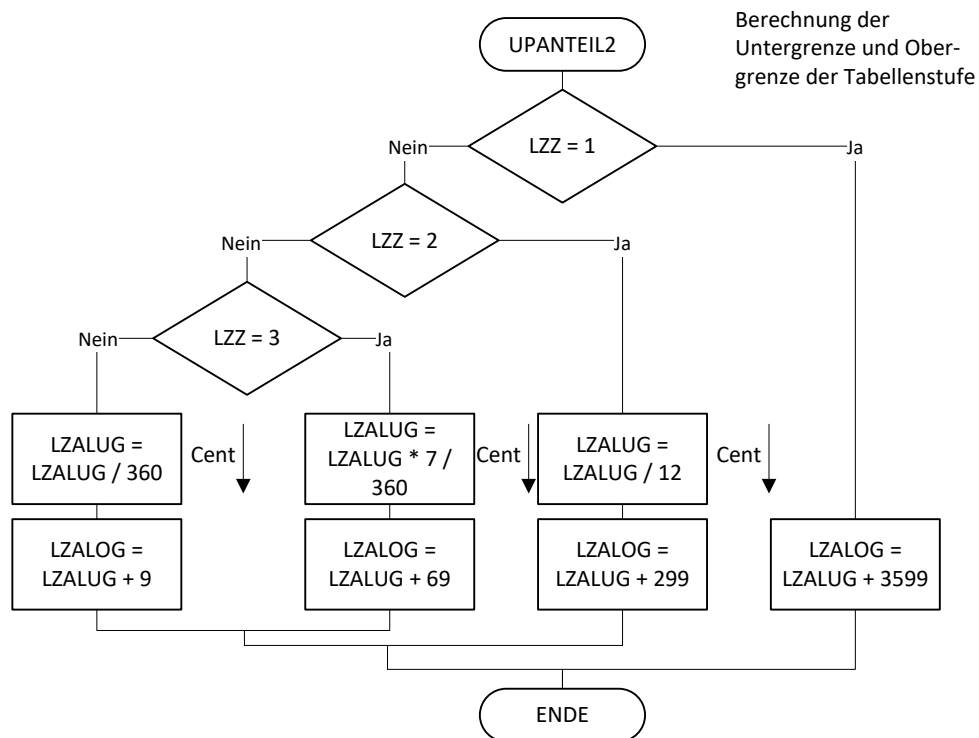 UPANTEIL2
Berechnung der
Untergrenze und Ober-
grenze der Tabellenstufe
LZZ = 1
Nein
Ja
LZZ = 2
Nein
Ja
LZZ = 3
Nein
Ja
LZALUG =
LZALUG / 360
Cent
LZALUG =
LZALUG * 7 /
360
Cent
LZALUG =
LZALUG / 12
Cent
LZALOG =
LZALUG + 9
LZALOG =
LZALUG + 69
LZALOG =
LZALUG + 299
LZALOG =
LZALUG + 3599
ENDE